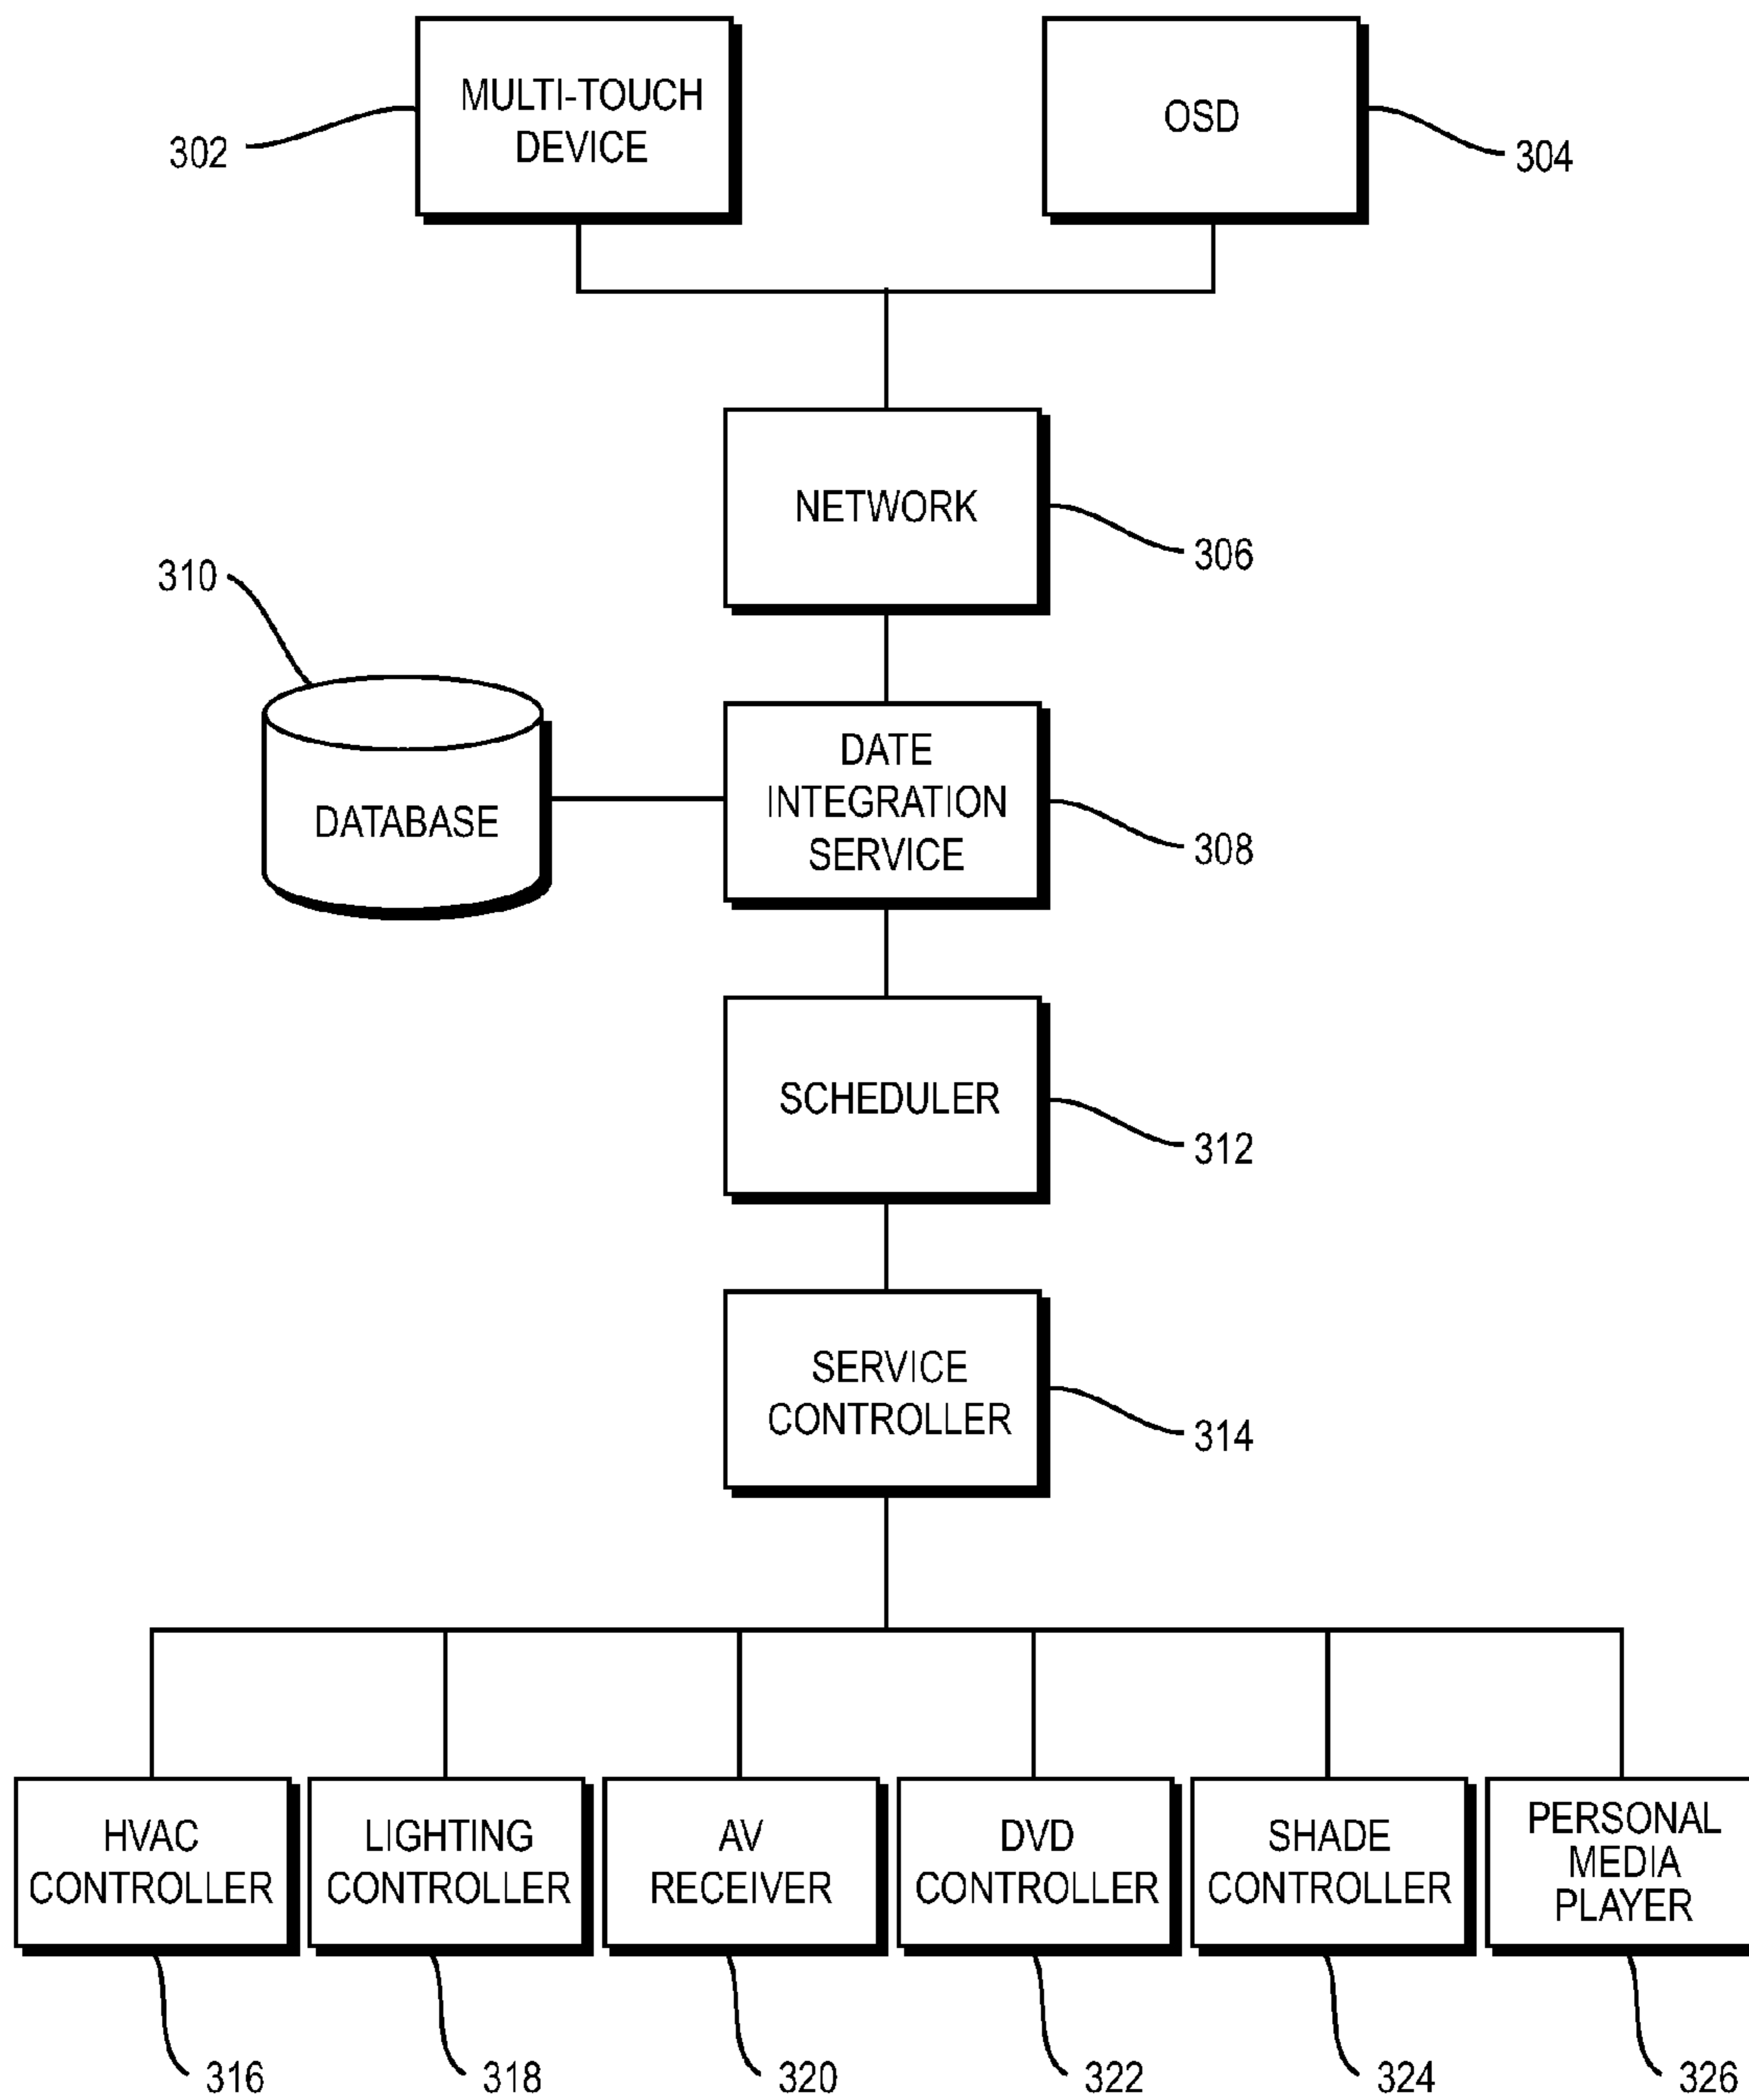 MULTI-TOUCH
DEVICE
302
OSD
304
NETWORK
306
310
DATABASE
DATE
INTEGRATION
SERVICE
308
SCHEDULER
312
SERVICE
CONTROLLER
314
HVAC
CONTROLLER
LIGHTING
CONTROLLER
AV
RECEIVER
DVD
CONTROLLER
SHADE
CONTROLLER
PERSONAL
MEDIA
PLAYER
316
318
320
322
324
326